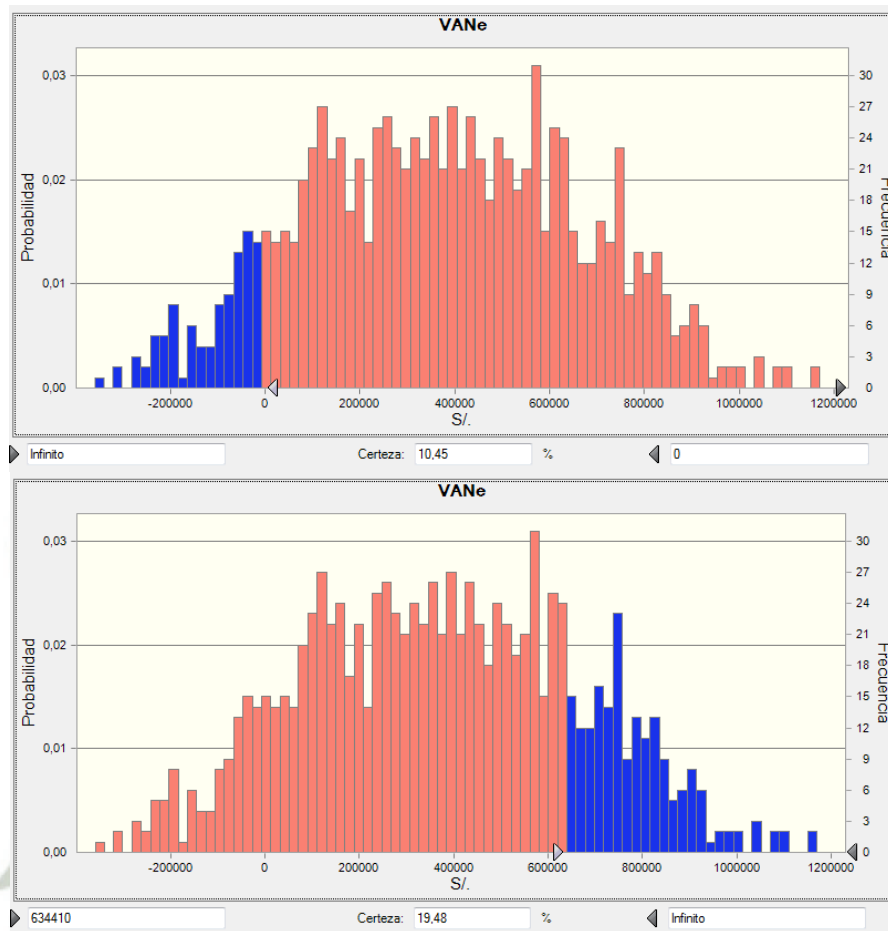 VANe
0,03
0,02
0,01
0,00
Probabilidad
30
27
24
21
18
15
12
9
6
3
0
Frecuencia
-200000 0 200000 400000 600000 800000 1000000 1200000
S/.
Infinito Certeza: 10,45 % 0
VANe
0,03
0,02
0,01
0,00
Probabilidad
30
27
24
21
18
15
12
9
6
3
0
Frecuencia
-200000 0 200000 400000 600000 800000 1000000 1200000
S/.
634410 Certeza: 19,48 % Infinito